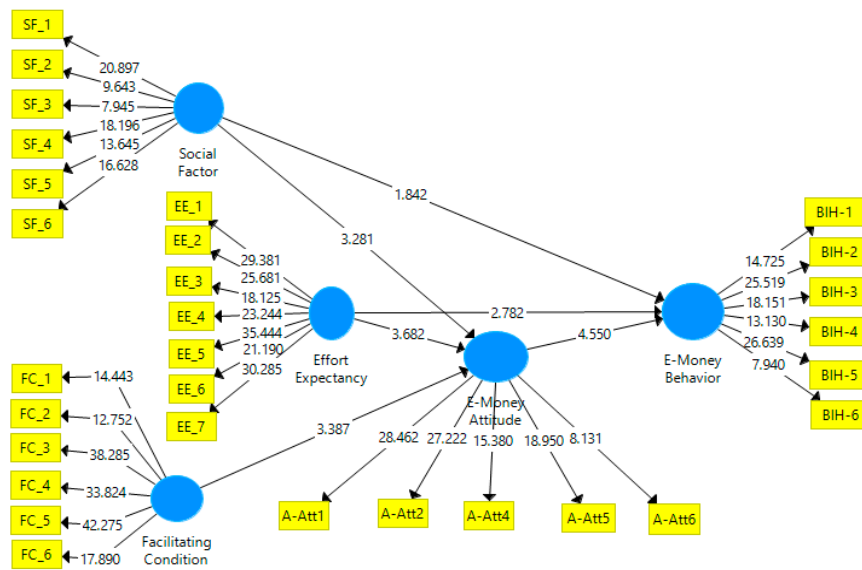 SF_1
SF_2
SF_3
SF_4
SF_5
SF_6
20.897
9.643
7.945
18.196
13.645
16.628
Social
Factor
1.842
3.281
EE_1
EE_2
EE_3
EE_4
EE_5
EE_6
EE_7
29.381
25.681
18.125
23.244
35.444
21.190
30.285
Effort
Expectancy
2.782
3.682
4.550
E-Money
Attitude
E-Money
Behavior
BIH-1
BIH-2
BIH-3
BIH-4
BIH-5
BIH-6
14.725
25.519
18.151
13.130
26.639
7.940
FC_1
FC_2
FC_3
FC_4
FC_5
FC_6
14.443
12.752
38.285
33.824
42.275
17.890
Facilitating
Condition
3.387
28.462
27.222
15.380
18.950
8.131
A-Att1
A-Att2
A-Att4
A-Att5
A-Att6